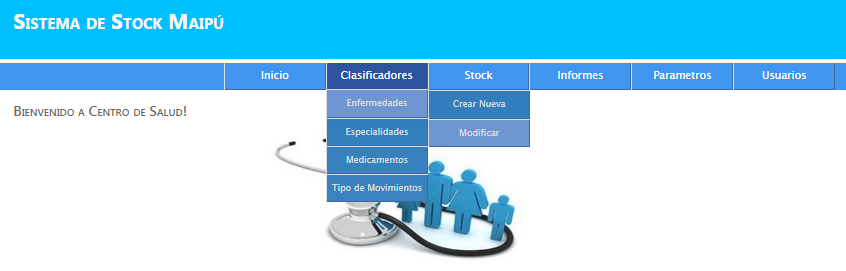 Sistema de Stock Maipú
Inicio Clasificadores Stock Informes Parametros Usuarios
Bienvenido a Centro de Salud!
Enfermedades Crear Nueva
Especialidades Modificar
Medicamentos
Tipo de Movimientos